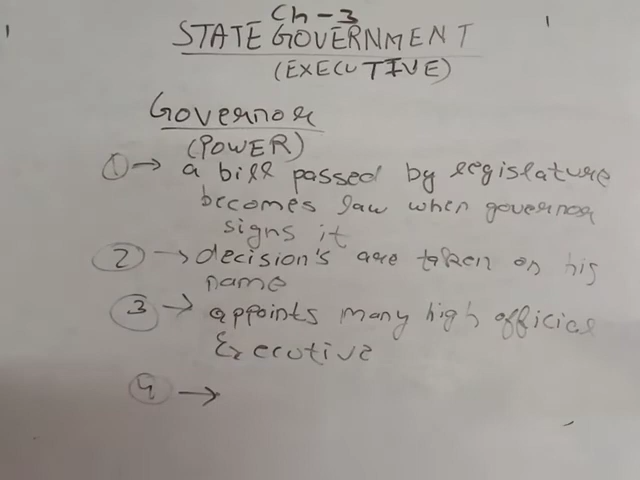 Ch-3
STATE GOVERNMENT
(EXECUTIVE)
Governor
(POWER)
1 → a bill passed by legislature
becomes law when governor
signs it
2 → decision's are taken on his
name
3 → appoints many high official
Executive
4 →